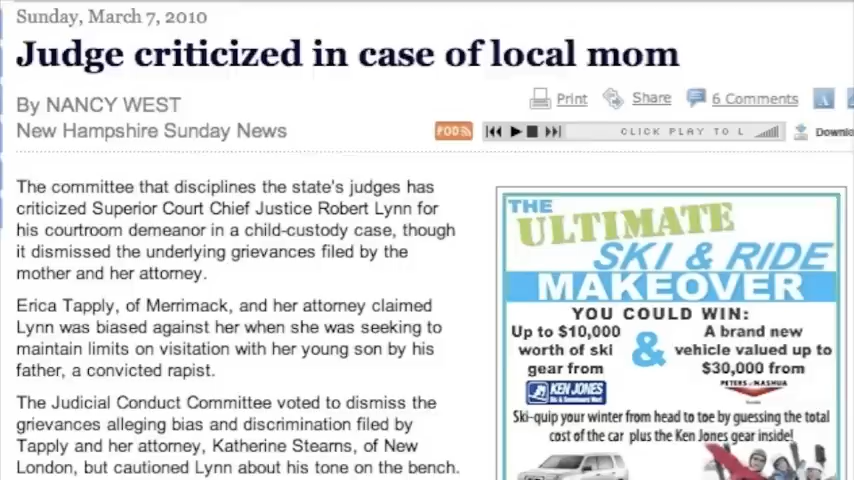 Sunday, March 7, 2010
Judge criticized in case of local mom
By NANCY WEST
New Hampshire Sunday News
Print
Share
6 Comments
A
POD
CLICK PLAY TO L
Downlo
The committee that disciplines the state's judges has
criticized Superior Court Chief Justice Robert Lynn for
his courtroom demeanor in a child-custody case, though
it dismissed the underlying grievances filed by the
mother and her attorney.
Erica Tapply, of Merrimack, and her attorney claimed
Lynn was biased against her when she was seeking to
maintain limits on visitation with her young son by his
father, a convicted rapist.
The Judicial Conduct Committee voted to dismiss the
grievances alleging bias and discrimination filed by
Tapply and her attorney, Katherine Stearns, of New
London, but cautioned Lynn about his tone on the bench.
THE
ULTIMATE
SKI & RIDE
MAKEOVER
YOU COULD WIN:
Up to $10,000
worth of ski
gear from
KEN JONES
&
A brand new
vehicle valued up to
$30,000 from
PETERS of NASHUA
Ski-quip your winter from head to toe by guessing the total
cost of the car plus the Ken Jones gear inside!